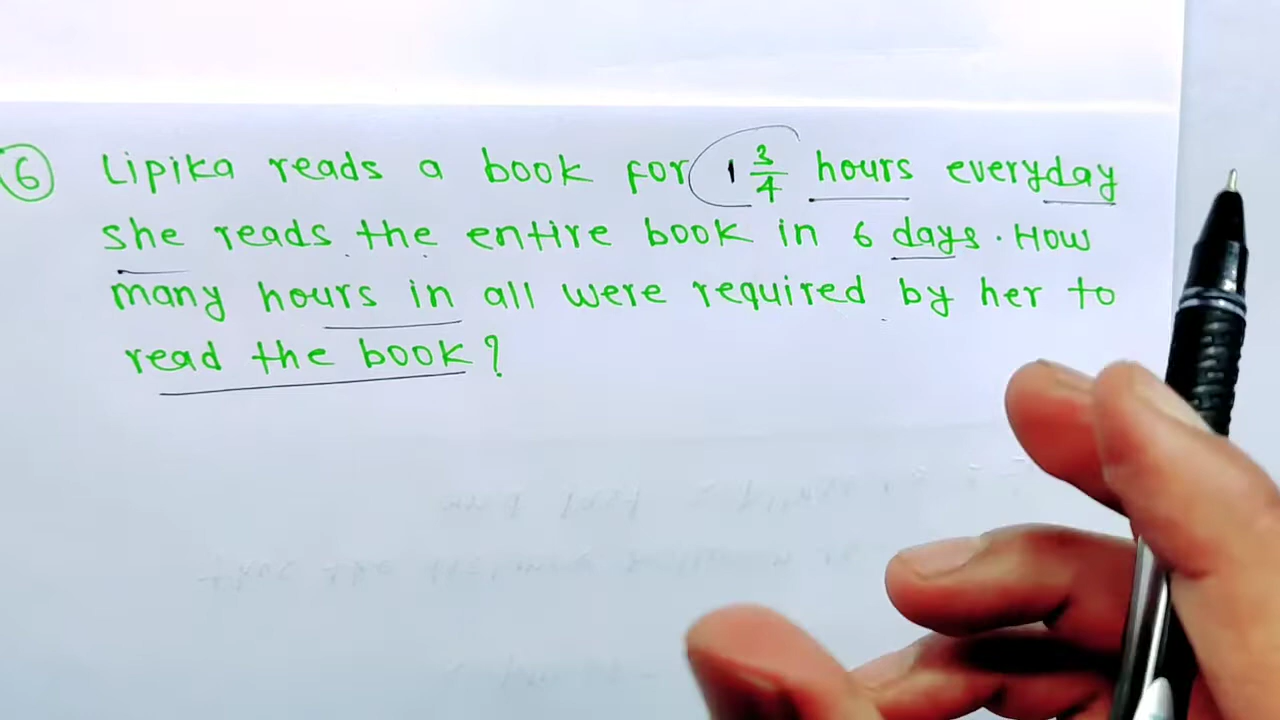 6 Lipika reads a book for 1 3/4 hours everyday
she reads the entire book in 6 days. How
many hours in all were required by her to
read the book?